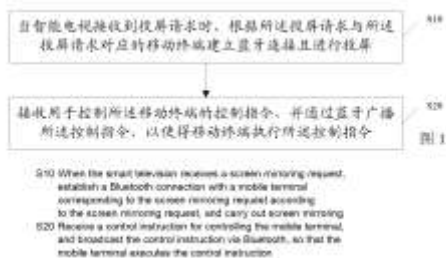 当智能电视接收到投屏请求时、根据所述投屏请求与所述
投屏请求对应的移动终端建立蓝牙连接且进行投屏
S10
接收用于控制所述移动终端的控制指令、并通过蓝牙广播
所述控制指令、以使得移动终端执行所述控制指令
S20
图 1
S10 When the smart television receives a screen mirroring request,
establish a Bluetooth connection with a mobile terminal
corresponding to the screen mirroring request according
to the screen mirroring request, and carry out screen mirroring
S20 Receive a control instruction for controlling the mobile terminal,
and broadcast the control instruction via Bluetooth, so that the
mobile terminal executes the control instruction